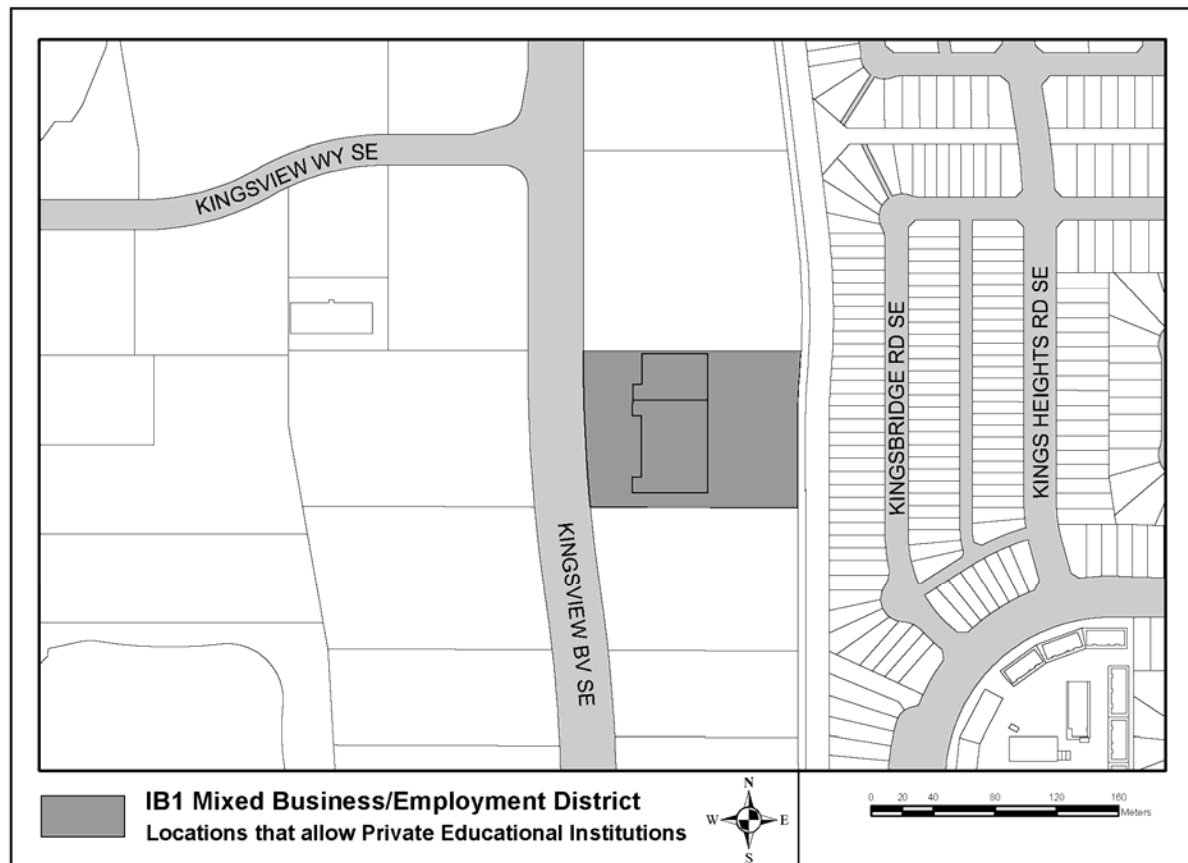 KINGSVIEW WY SE
KINGSBRIDGE RD SE
KINGS HEIGHTS RD SE
KINGSVIEW BV SE
IB1 Mixed Business/Employment District
Locations that allow Private Educational Institutions
N
W E
S
0 20 40 80 120 160
Meters